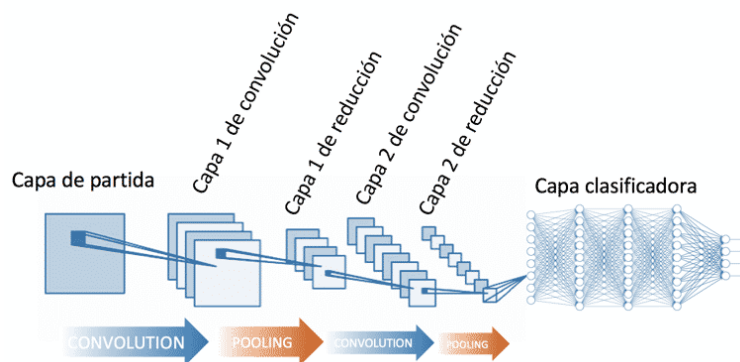 Capa de partida
Capa 1 de convolución
Capa 1 de reducción
Capa 2 de convolución
Capa 2 de reducción
Capa clasificadora
CONVOLUTION
POOLING
CONVOLUTION
POOLING